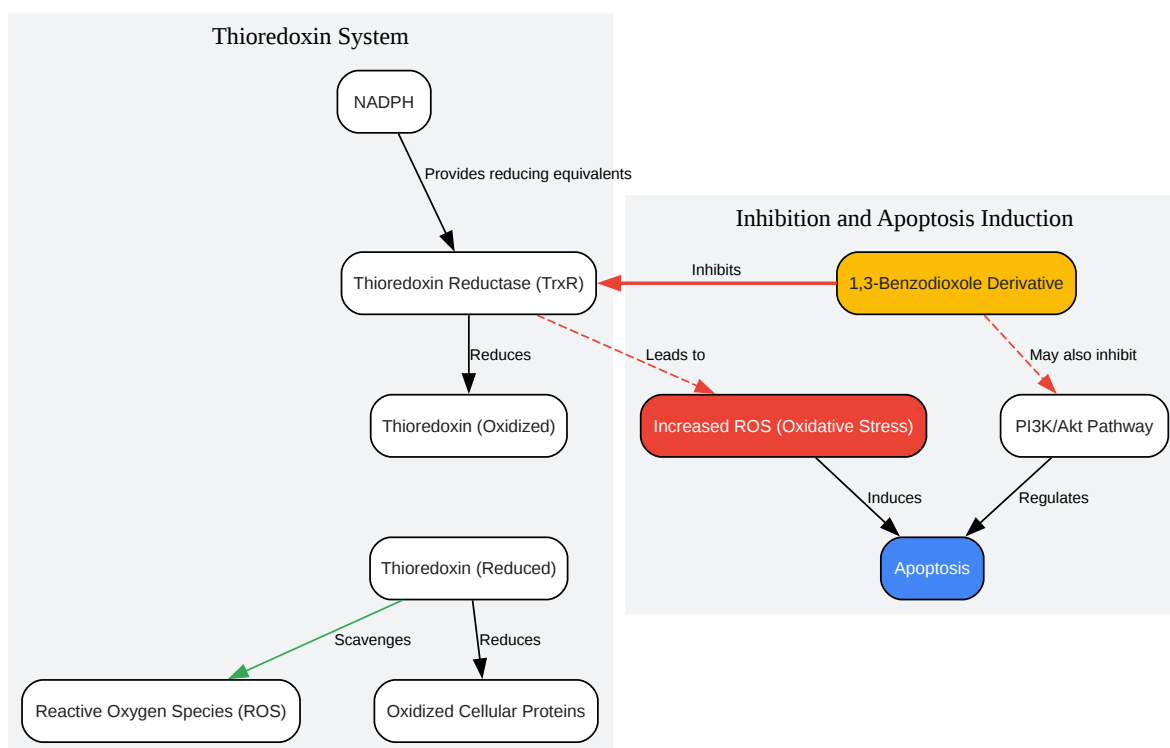 Thioredoxin System
NADPH
Provides reducing equivalents
Inhibition and Apoptosis Induction
Thioredoxin Reductase (TrxR)
Inhibits
1,3-Benzodioxole Derivative
Reduces
Leads to
May also inhibit
Thioredoxin (Oxidized)
Increased ROS (Oxidative Stress)
PI3K/Akt Pathway
Induces
Regulates
Thioredoxin (Reduced)
Apoptosis
Scavenges
Reduces
Reactive Oxygen Species (ROS)
Oxidized Cellular Proteins